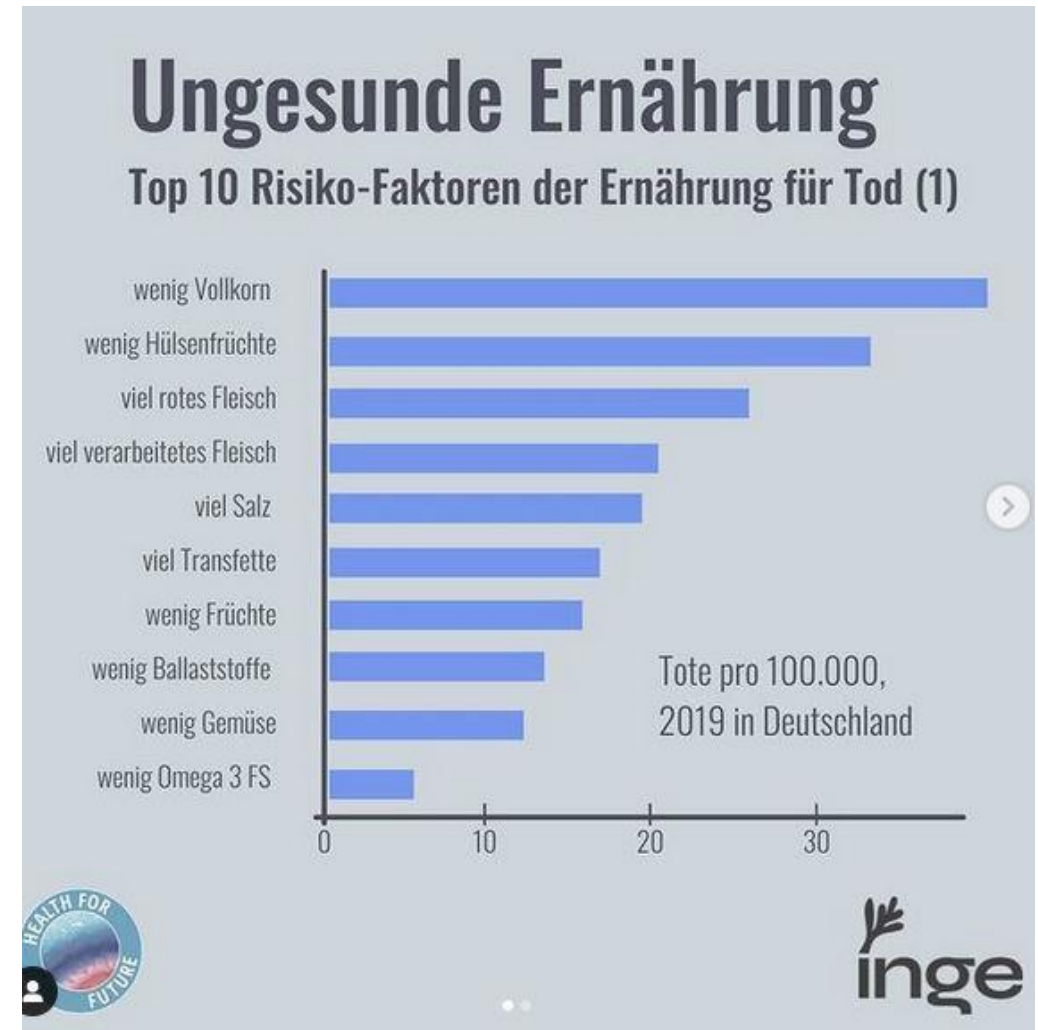 Ungesunde Ernährung
Top 10 Risiko-Faktoren der Ernährung für Tod (1)
wenig Vollkorn
wenig Hülsenfrüchte
viel rotes Fleisch
viel verarbeitetes Fleisch
viel Salz
viel Transfette
wenig Früchte
wenig Ballaststoffe
wenig Gemüse
wenig Omega 3 FS
Tote pro 100.000,
2019 in Deutschland
0 10 20 30
HEALTH FOR
FUTURE
inge